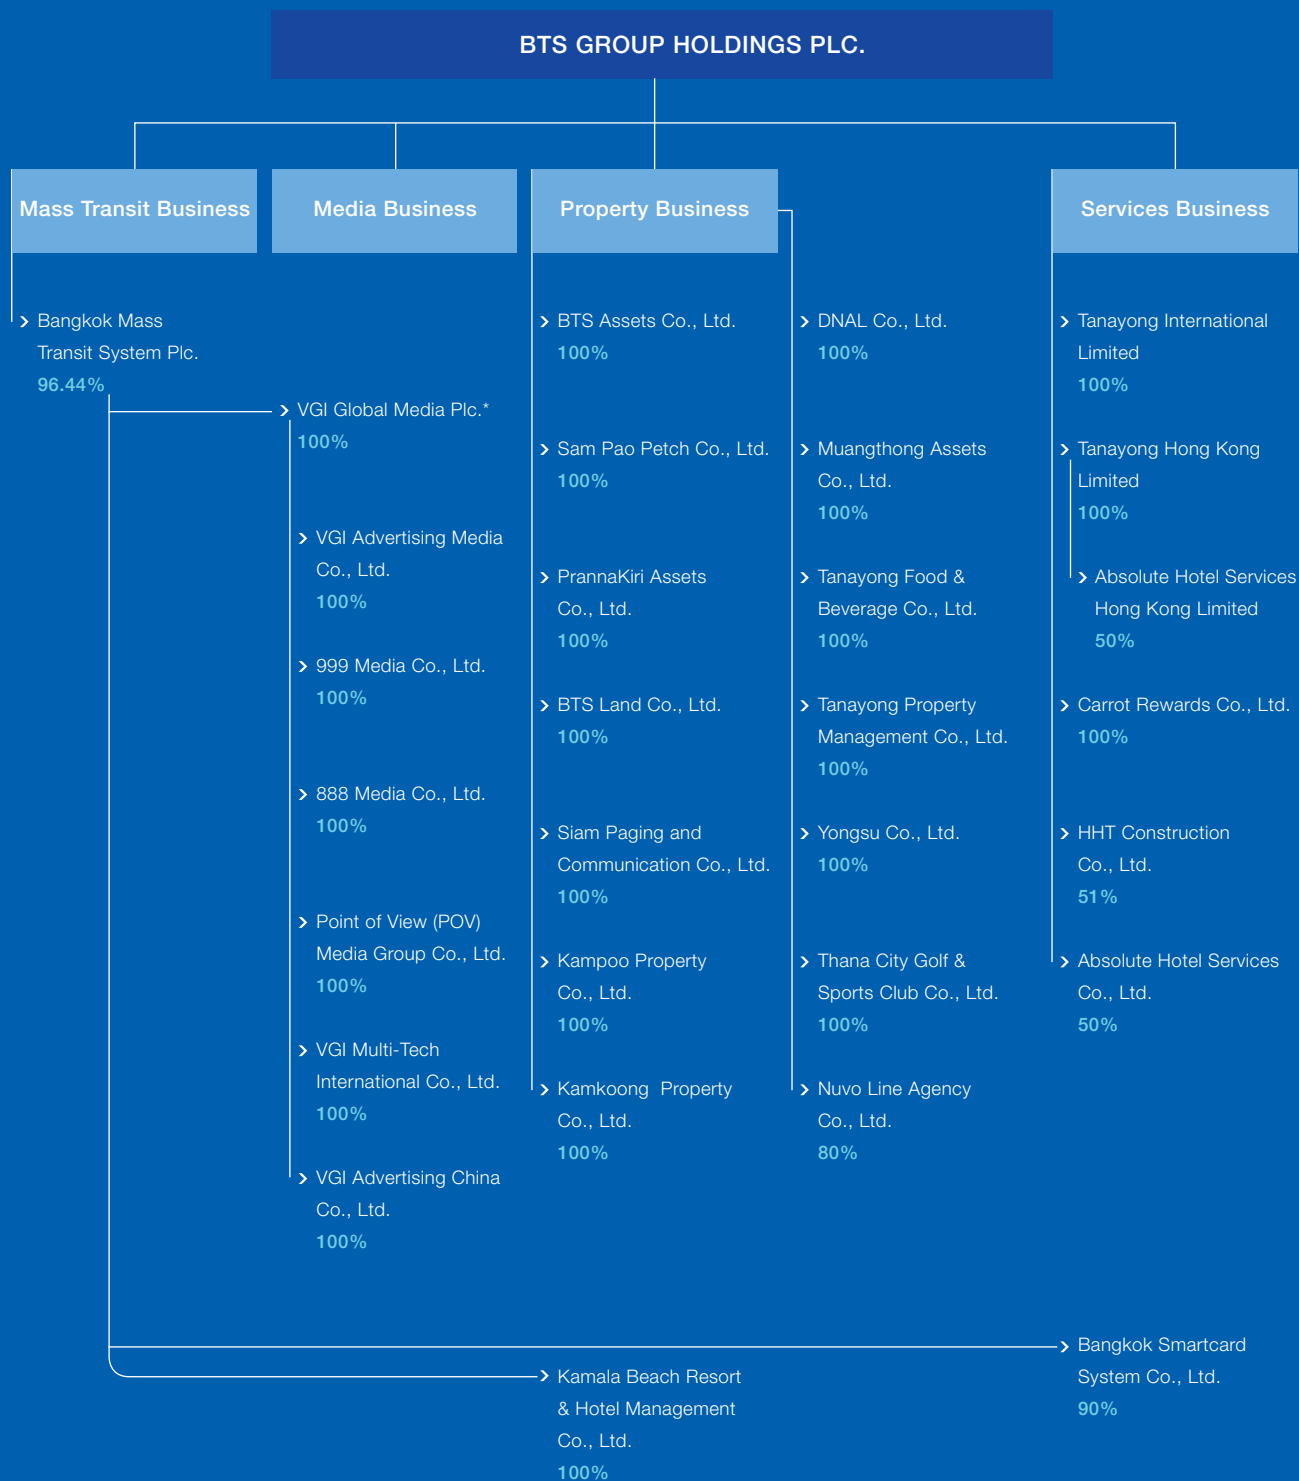 BTS GROUP HOLDINGS PLC.
Mass Transit Business
Media Business
Property Business
Services Business
Bangkok Mass
Transit System Plc.
96.44%
VGI Global Media Plc.*
100%
VGI Advertising Media
Co., Ltd.
100%
999 Media Co., Ltd.
100%
888 Media Co., Ltd.
100%
Point of View (POV)
Media Group Co., Ltd.
100%
VGI Multi-Tech
International Co., Ltd.
100%
VGI Advertising China
Co., Ltd.
100%
BTS Assets Co., Ltd.
100%
Sam Pao Petch Co., Ltd.
100%
PrannaKiri Assets
Co., Ltd.
100%
BTS Land Co., Ltd.
100%
Siam Paging and
Communication Co., Ltd.
100%
Kampoo Property
Co., Ltd.
100%
Kamkoong Property
Co., Ltd.
100%
Kamala Beach Resort
& Hotel Management
Co., Ltd.
100%
DNAL Co., Ltd.
100%
Muangthong Assets
Co., Ltd.
100%
Tanayong Food &
Beverage Co., Ltd.
100%
Tanayong Property
Management Co., Ltd.
100%
Yongsu Co., Ltd.
100%
Thana City Golf &
Sports Club Co., Ltd.
100%
Nuvo Line Agency
Co., Ltd.
80%
Tanayong International
Limited
100%
Tanayong Hong Kong
Limited
100%
Absolute Hotel Services
Hong Kong Limited
50%
Carrot Rewards Co., Ltd.
100%
HHT Construction
Co., Ltd.
51%
Absolute Hotel Services
Co., Ltd.
50%
Bangkok Smartcard
System Co., Ltd.
90%